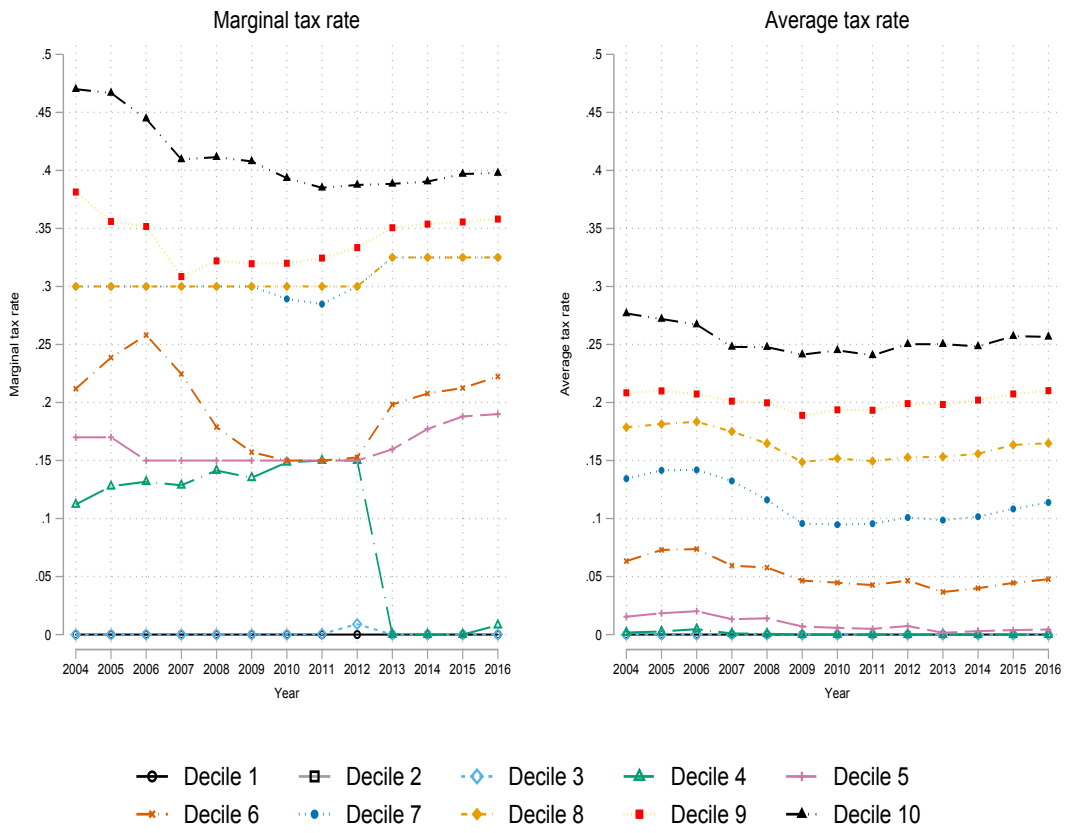 Marginal tax rate
Marginal tax rate
.5
.45
.4
.35
.3
.25
.2
.15
.1
.05
0
2004 2005 2006 2007 2008 2009 2010 2011 2012 2013 2014 2015 2016
Year
Average tax rate
Average tax rate
.5
.45
.4
.35
.3
.25
.2
.15
.1
.05
0
2004 2005 2006 2007 2008 2009 2010 2011 2012 2013 2014 2015 2016
Year
Decile 1 Decile 2 Decile 3 Decile 4 Decile 5
Decile 6 Decile 7 Decile 8 Decile 9 Decile 10